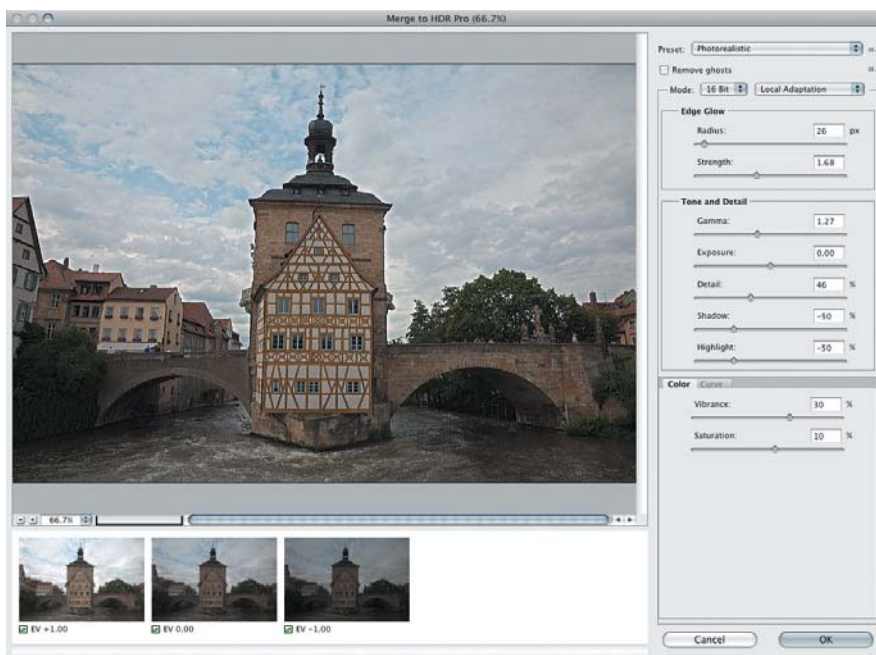 Merge to HDR Pro (66.7%)
Preset: Photorealistic
Remove ghosts
Mode: 16 Bit Local Adaptation
Edge Glow
Radius: 26 px
Strength: 1.68
Tone and Detail
Gamma: 1.27
Exposure: 0.00
Detail: 46 %
Shadow: -50 %
Highlight: -50 %
Color Curve
Vibrance: 30 %
Saturation: 10 %
66.7%
EV +1.00 EV 0.00 EV -1.00
Cancel OK